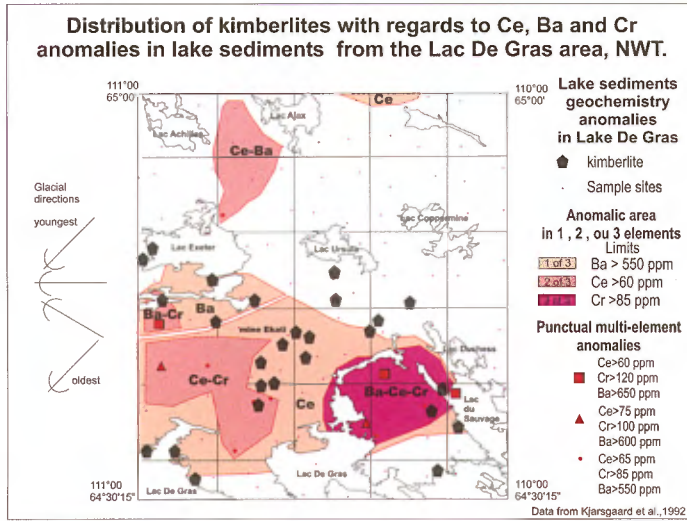 Distribution of kimberlites with regards to Ce, Ba and Cr
anomalies in lake sediments from the Lac De Gras area, NWT.
111°00
65°00
110°00
65°00'
Ce
Lac Ajax
Lac Achilles
Ce-Ba
Lac Coppermine
Lac Exeter
Lac Ursula
Ba
Ba-Cr
mine Ekati
Lac Duchess
Ce-Cr
Ba-Ce-Cr
Ce
Lac
du
Sauvage
Lac De Gras
Lac De Gras
111°00
64°30'15"
110°00
64°30'15"
Glacial
directions
youngest
oldest
Lake sediments
geochemistry
anomalies
in Lake De Gras
kimberlite
Sample sites
Anomalic area
in 1 , 2 , ou 3 elements
Limits
1 of 3 Ba > 550 ppm
2 of 3 Ce >60 ppm
Cr >85 ppm
Punctual multi-element
anomalies
Ce>60 ppm
Cr>120 ppm
Ba>650 ppm
Ce>75 ppm
Cr>100 ppm
Ba>600 ppm
Ce>65 ppm
Cr>85 ppm
Ba>550 ppm
Data from Kjarsgaard et al.,1992